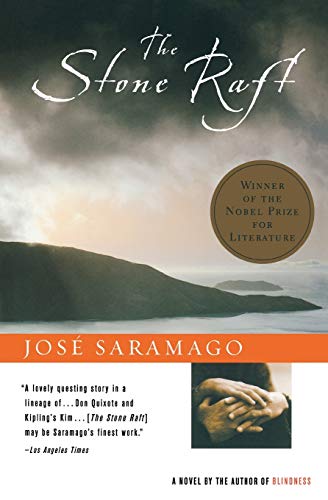 The
Stone Raft
WINNER
OF THE
NOBEL PRIZE
FOR
LITERATURE
JOSÉ SARAMAGO
"A lovely questing story in a
lineage of . . . Don Quixote and
Kipling's Kim . . . [The Stone Raft]
may be Saramago's finest work."
—Los Angeles Times
A NOVEL BY THE AUTHOR OF BLINDNESS